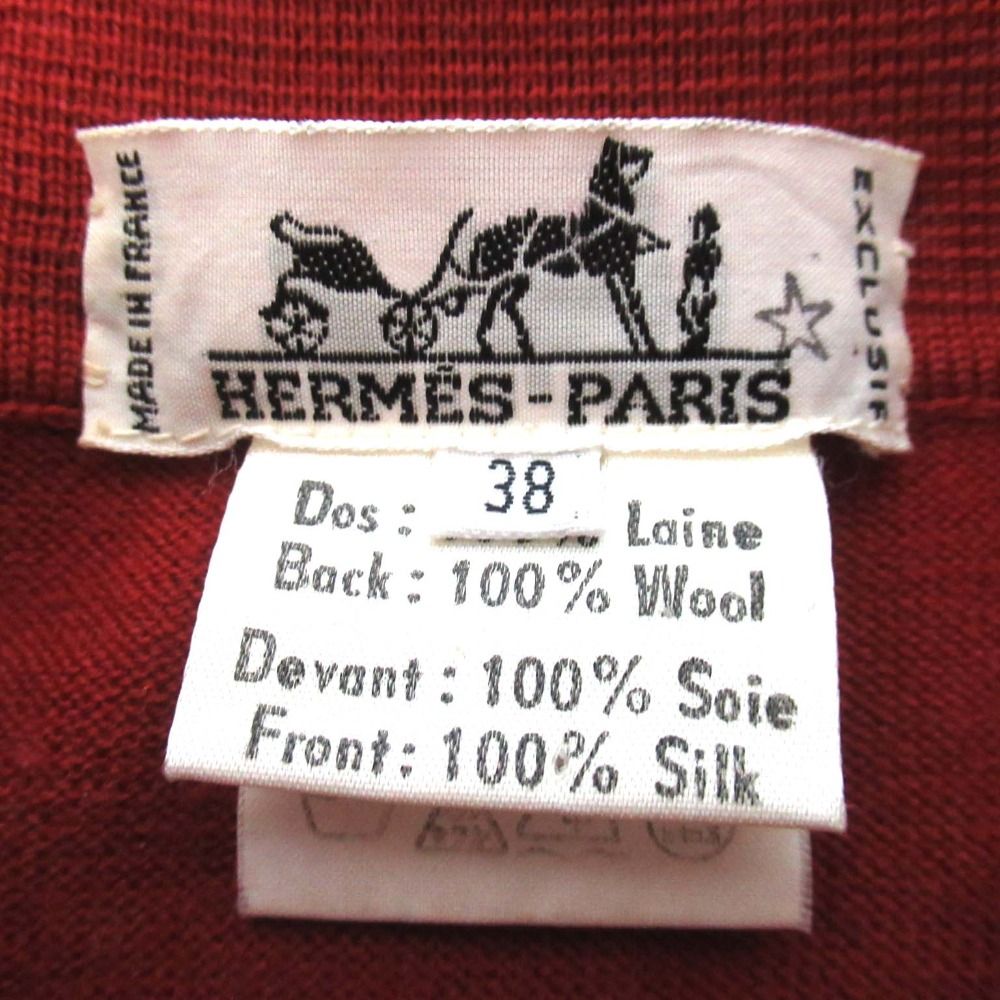 MADE IN FRANCE
EXCLUSIF
HERMÈS-PARIS
38
Dos : Laine
Back : 100% Wool
Devant : 100% Soie
Front : 100% Silk